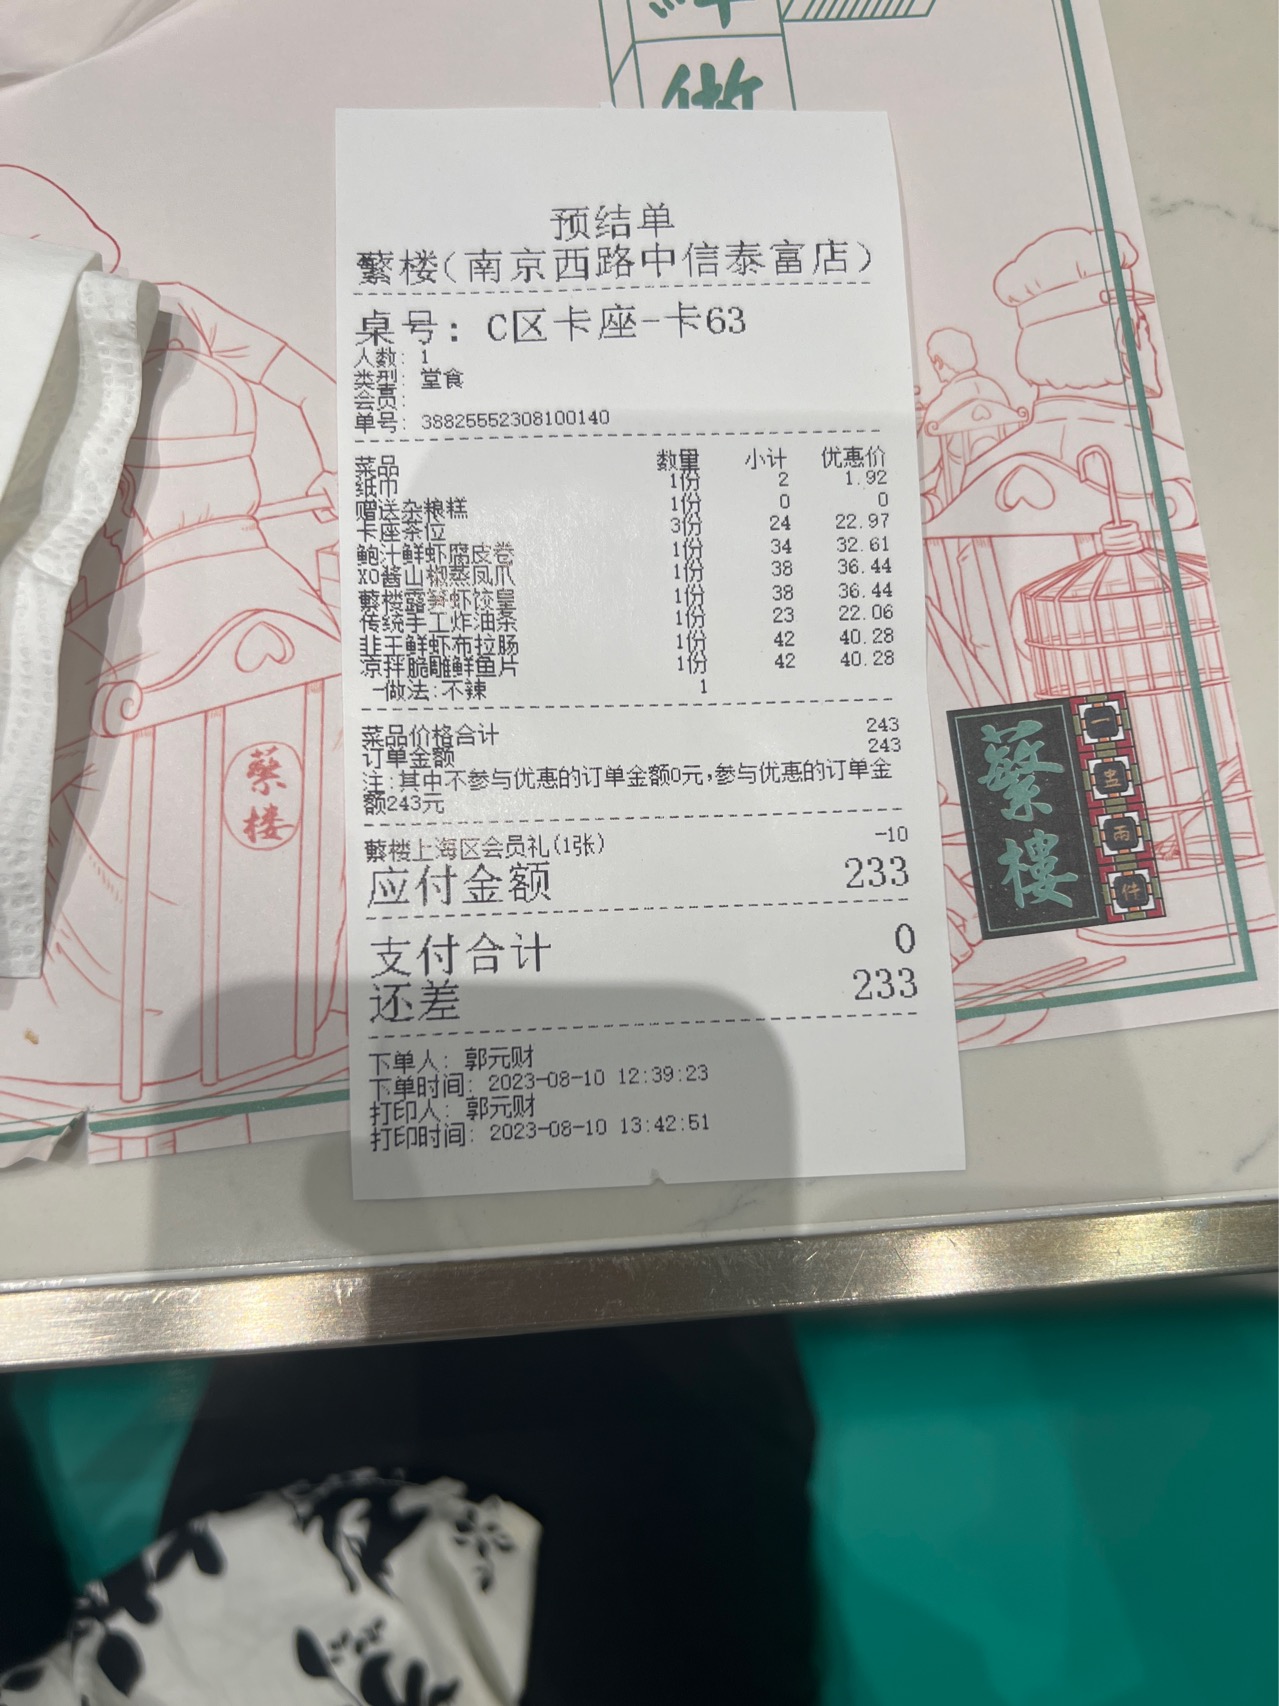 做
预结单
蘩楼(南京西路中信泰富店)
桌号: C区卡座-卡63
人数: 1
类型: 堂食
会员:
单号: 38825552308100140
菜品 数量 小计 优惠价
纸巾 1份 2 1.92
赠送杂粮糕 1份 0 0
卡座茶位 3份 24 22.97
鲍汁鲜虾腐皮卷 1份 34 32.61
XO酱山椒蒸凤爪 1份 38 36.44
蘩楼露笋虾饺皇 1份 38 36.44
传统手工炸油条 1份 23 22.06
韭王鲜虾布拉肠 1份 42 40.28
凉拌脆雕鲜鱼片 1份 42 40.28
-做法:不辣 1
菜品价格合计 243
订单金额 243
注:其中不参与优惠的订单金额0元,参与优惠的订单金
额243元
蘩楼上海区会员礼(1张) -10
应付金额 233
支付合计 0
还差 233
下单人: 郭元财
下单时间: 2023-08-10 12:39:23
打印人: 郭元财
打印时间: 2023-08-10 13:42:51
蘩
楼
蘩樓
一
盅
兩
件